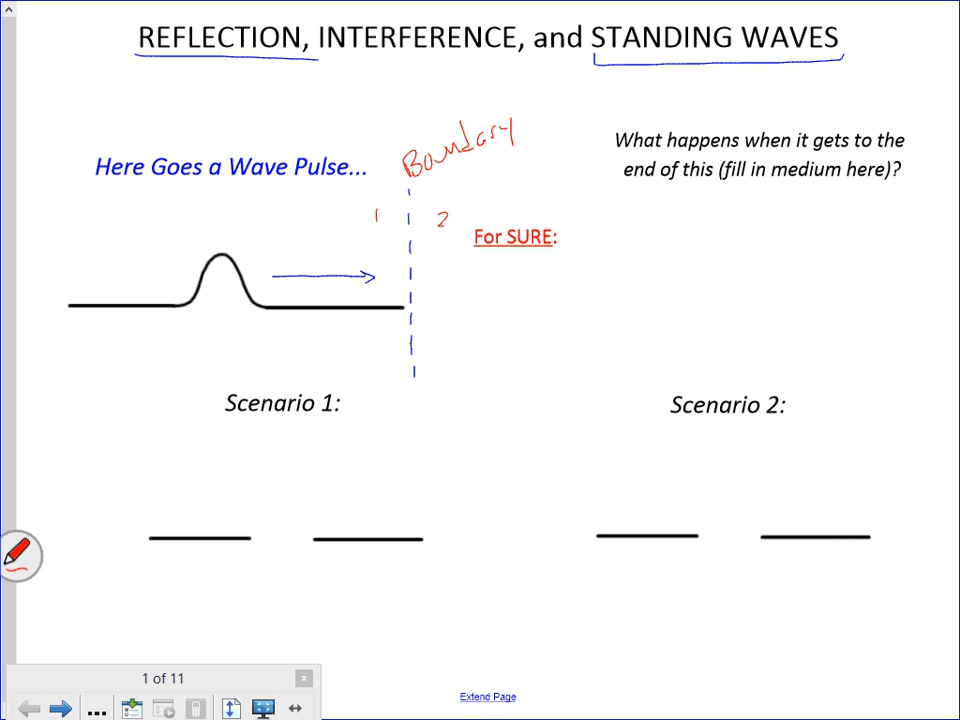 REFLECTION, INTERFERENCE, and STANDING WAVES
Boundary
Here Goes a Wave Pulse...
What happens when it gets to the
end of this (fill in medium here)?
1 2
For SURE:
Scenario 1:
Scenario 2:
1 of 11
Extend Page